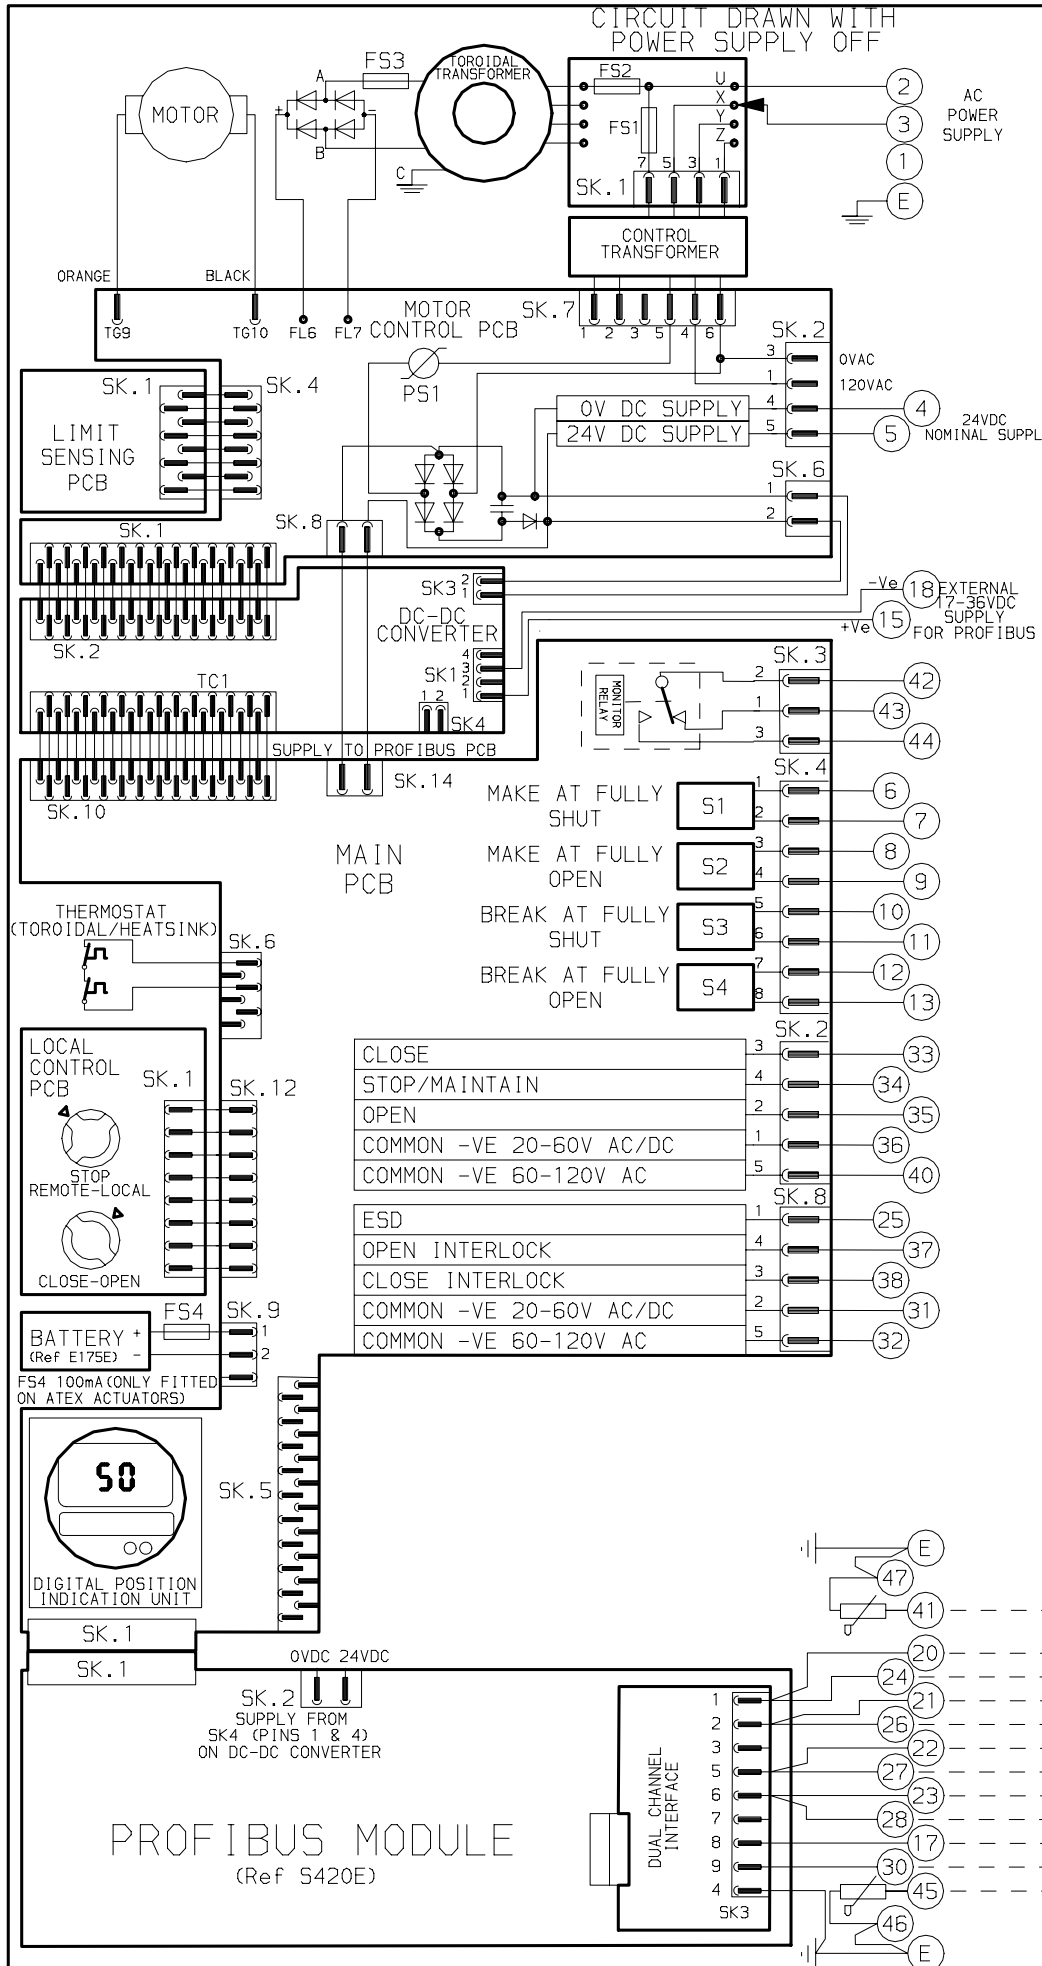 CIRCUIT DRAWN WITH
POWER SUPPLY OFF
MOTOR
A
B
+
-
C
FS3
TOROIDAL
TRANSFORMER
FS2
FS1
U
X
Y
Z
7 5 3 1
SK.1
2
3
1
E
AC
POWER
SUPPLY
CONTROL
TRANSFORMER
ORANGE
BLACK
TG9
TG10
FL6
FL7
MOTOR
CONTROL PCB
SK.7
1 2 3 5 4 6
SK.2
3
0VAC
1
120VAC
PS1
0V DC SUPPLY
4
4
24V DC SUPPLY
5
5
24VDC
NOMINAL SUPPL
SK.6
1
2
LIMIT
SENSING
PCB
SK.1
SK.4
SK.8
SK.1
SK.2
SK3
2
1
DC-DC
CONVERTER
SK1
4
3
2
1
1 2
SK4
-Ve
18
+Ve
15
EXTERNAL
17-36VDC
SUPPLY
FOR PROFIBUS
TC1
SUPPLY TO PROFIBUS PCB
SK.10
SK.14
MONITOR
RELAY
SK.3
2
42
1
43
3
44
SK.4
MAKE AT FULLY
SHUT
S1
1
6
2
7
MAKE AT FULLY
OPEN
S2
3
8
4
9
BREAK AT FULLY
SHUT
S3
5
10
6
11
BREAK AT FULLY
OPEN
S4
7
12
8
13
MAIN
PCB
THERMOSTAT
(TOROIDAL/HEATSINK)
SK.6
LOCAL
CONTROL
PCB
SK.1
SK.12
STOP
REMOTE-LOCAL
CLOSE-OPEN
SK.2
CLOSE 3 33
STOP/MAINTAIN 4 34
OPEN 2 35
COMMON -VE 20-60V AC/DC 1 36
COMMON -VE 60-120V AC 5 40
SK.8
ESD 1 25
OPEN INTERLOCK 4 37
CLOSE INTERLOCK 3 38
COMMON -VE 20-60V AC/DC 2 31
COMMON -VE 60-120V AC 5 32
BATTERY
(Ref E175E)
+
-
FS4
SK.9
1
2
FS4 100mA(ONLY FITTED
ON ATEX ACTUATORS)
50
SK.5
DIGITAL POSITION
INDICATION UNIT
SK.1
SK.1
0VDC 24VDC
SK.2
SUPPLY FROM
SK4 (PINS 1 & 4)
ON DC-DC CONVERTER
PROFIBUS MODULE
(Ref S420E)
DUAL CHANNEL
INTERFACE
1
2
3
5
6
7
8
9
4
SK3
E
47
41
20
24
21
26
22
27
23
28
17
30
45
46
E